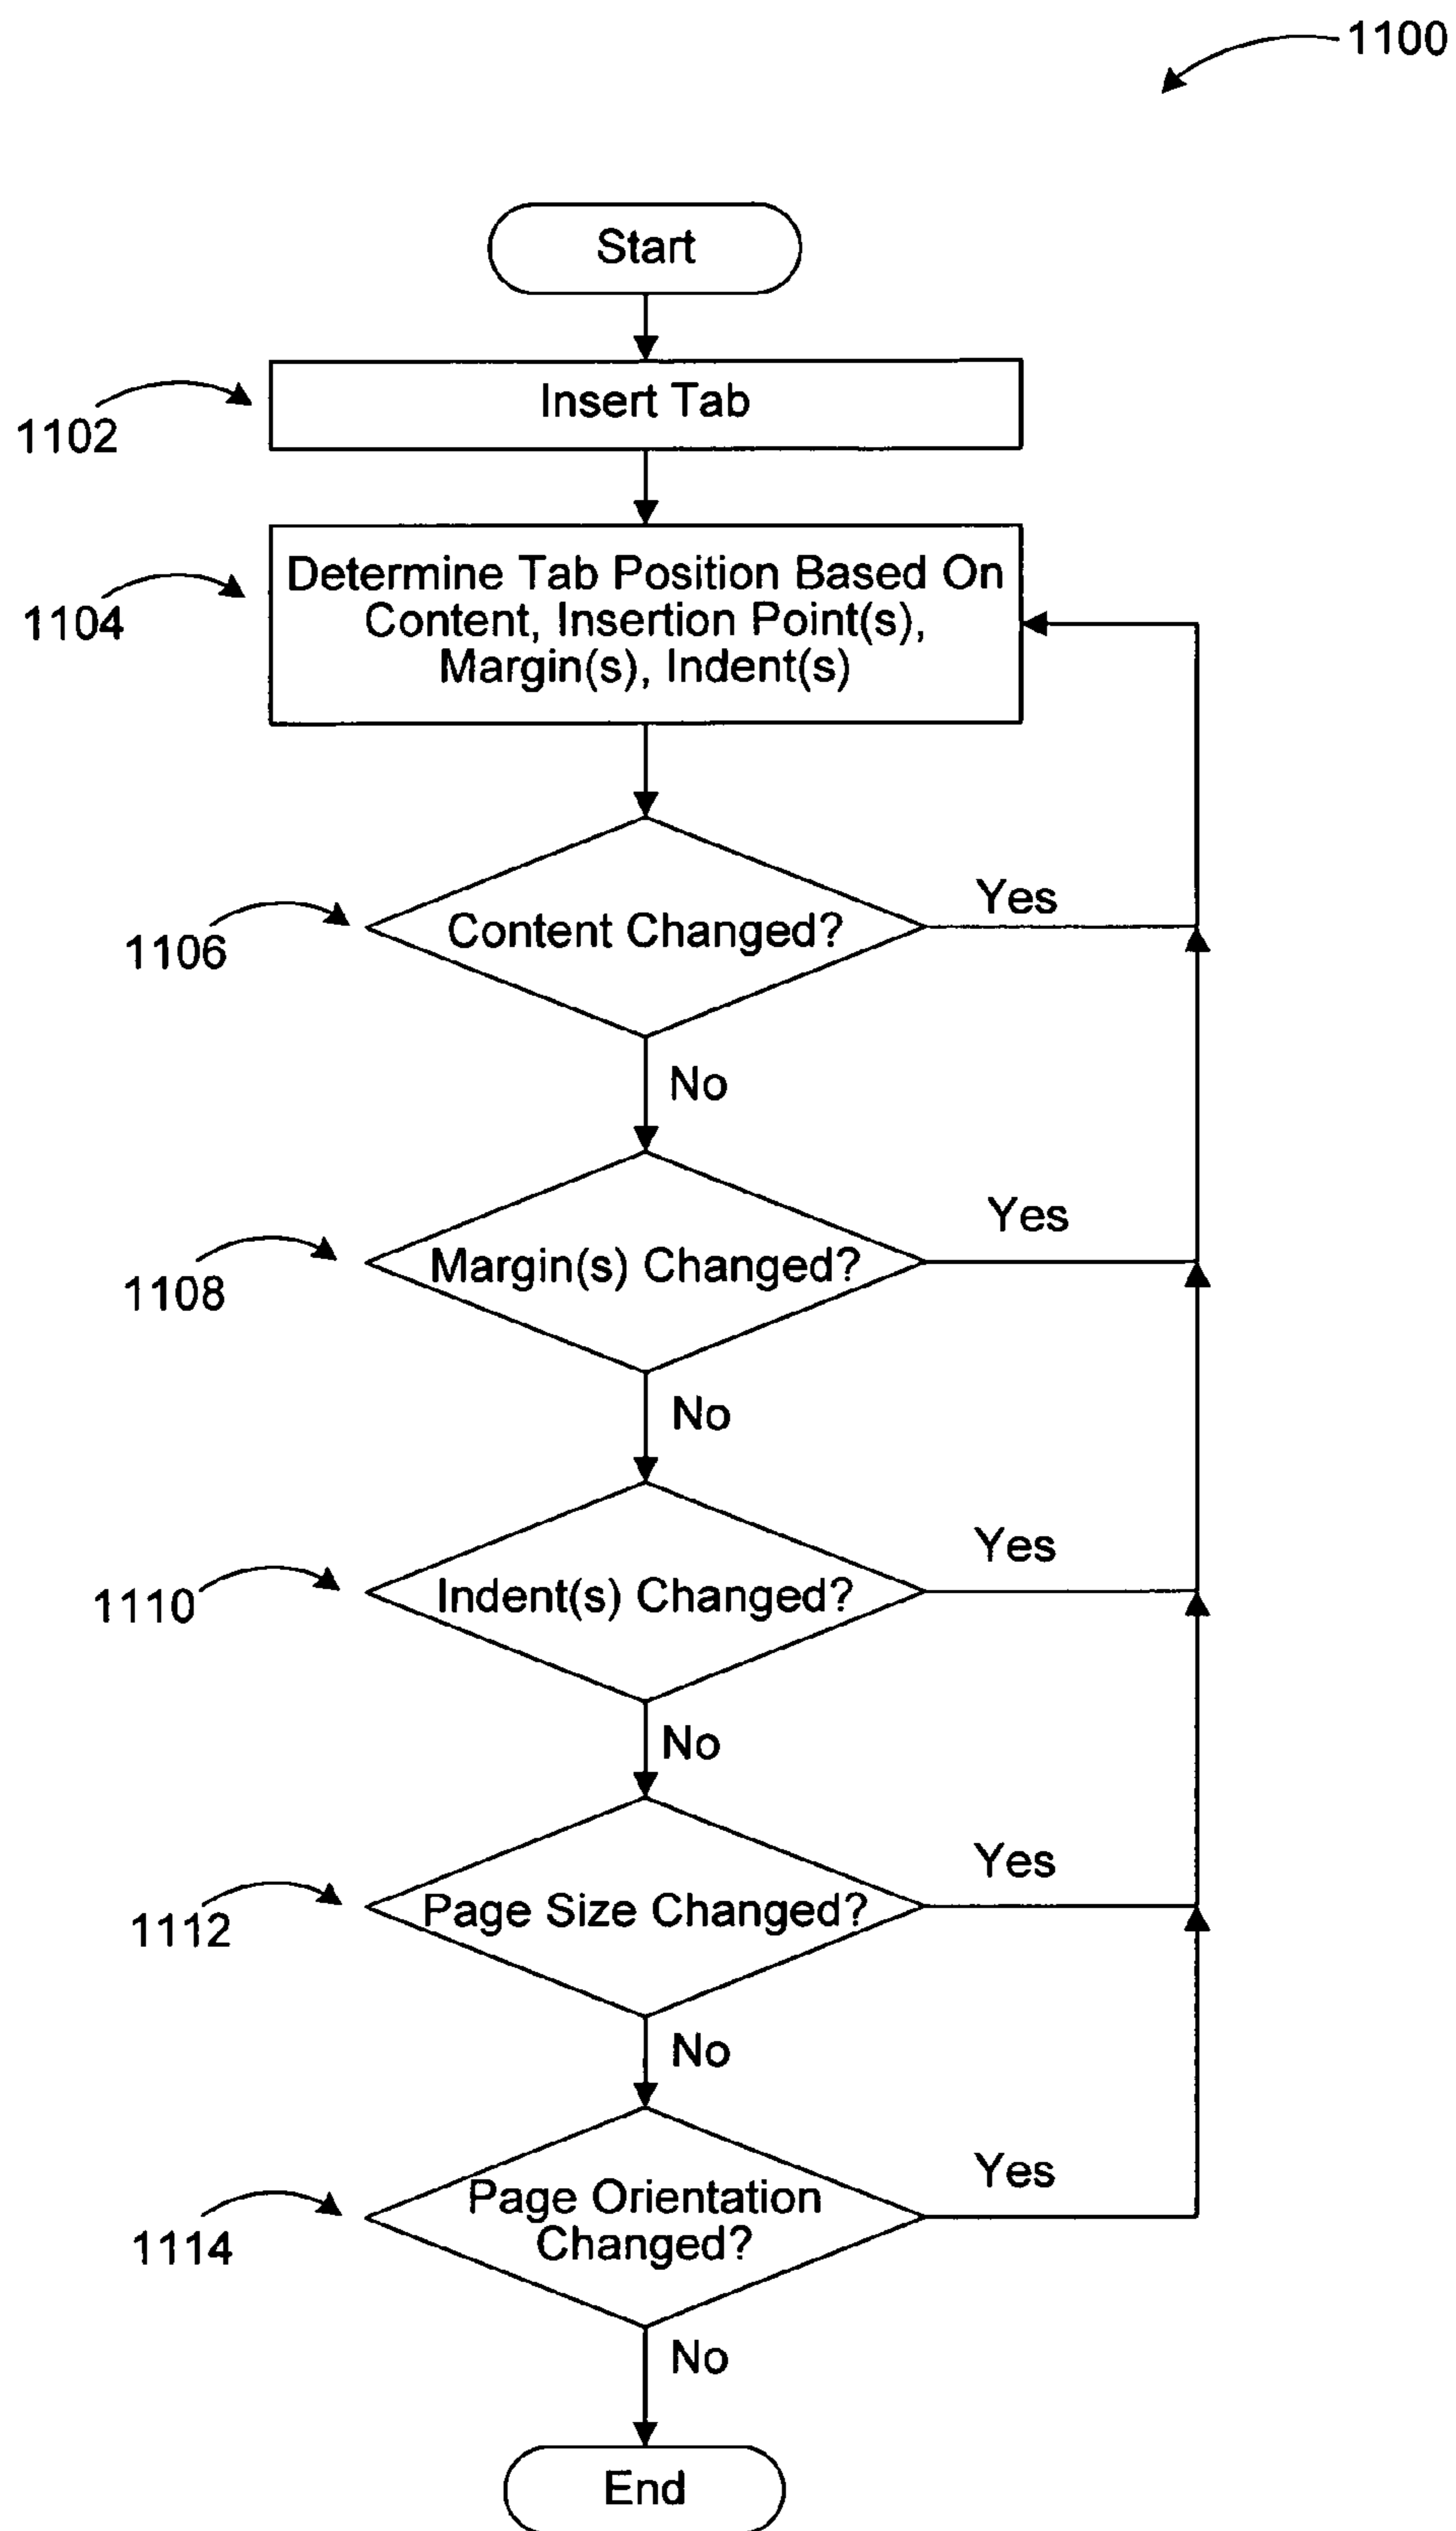 1100
Start
Insert Tab
1102
Determine Tab Position Based On
Content, Insertion Point(s),
Margin(s), Indent(s)
1104
Yes
Content Changed?
1106
No
Yes
Margin(s) Changed?
1108
No
Yes
Indent(s) Changed?
1110
No
Yes
Page Size Changed?
1112
No
Yes
Page Orientation
Changed?
1114
No
End